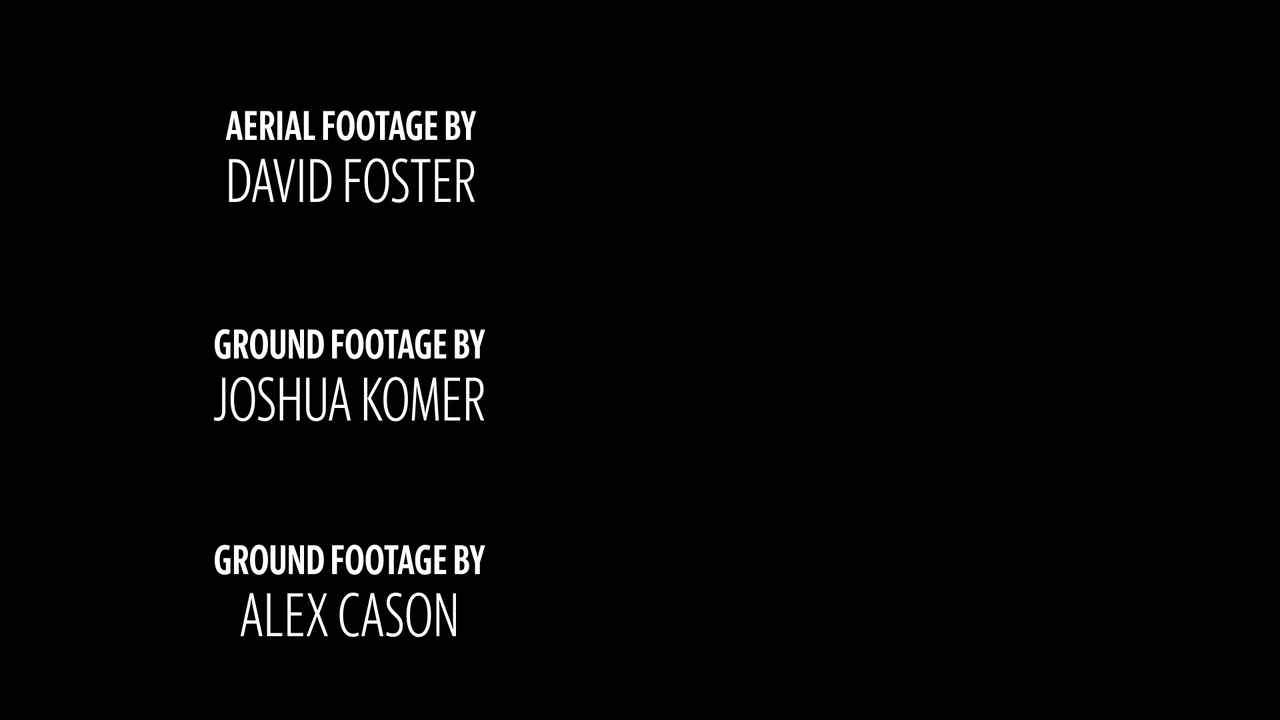 AERIAL FOOTAGE BY
DAVID FOSTER
GROUND FOOTAGE BY
JOSHUA KOMER
GROUND FOOTAGE BY
ALEX CASON